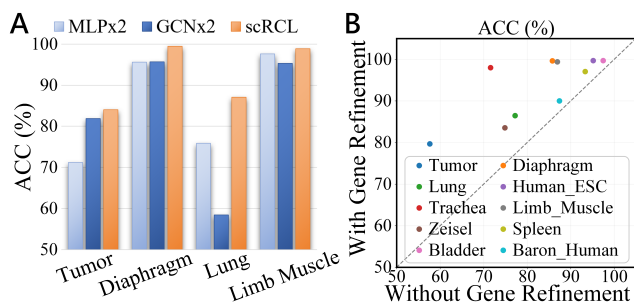 A
MLPx2 GCNx2 scRCL
ACC (%)
100
90
80
70
60
50
Tumor
Diaphragm
Lung
Limb Muscle
B
ACC (%)
With Gene Refinement
100
90
80
70
60
50
Tumor Diaphragm
Lung Human_ESC
Trachea Limb_Muscle
Zeisel Spleen
Bladder Baron_Human
50 60 70 80 90 100
Without Gene Refinement